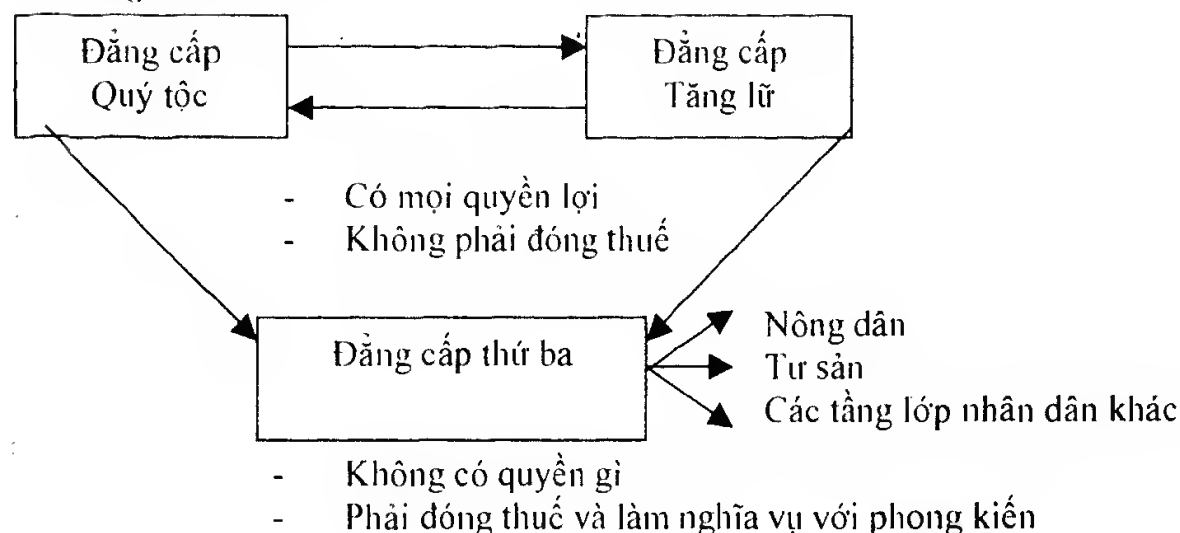 Đẳng cấp
Quý tộc
Đẳng cấp
Tăng lữ
- Có mọi quyền lợi
- Không phải đóng thuế
Đẳng cấp thứ ba
Nông dân
Tư sản
Các tầng lớp nhân dân khác
- Không có quyền gì
- Phải đóng thuế và làm nghĩa vụ với phong kiến